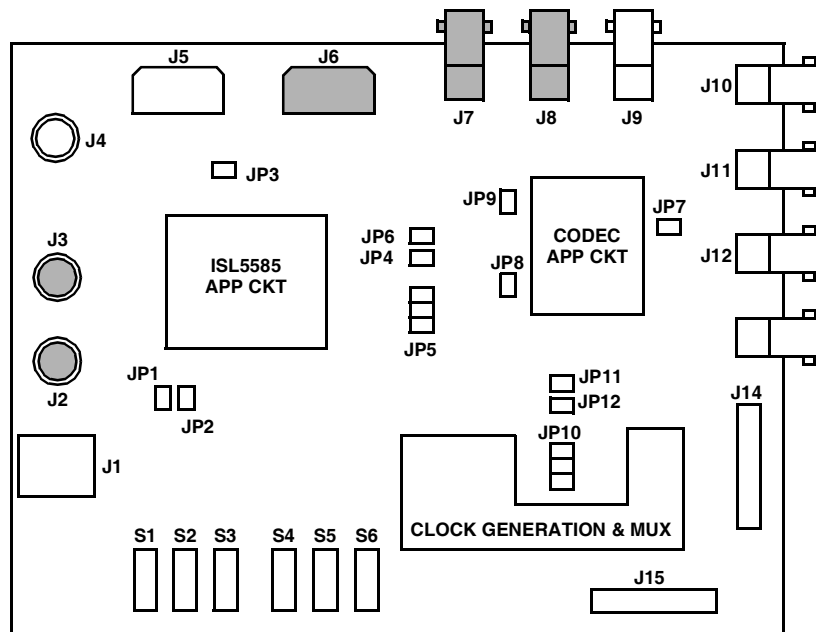 J5
J6
J7
J8
J9
J10
J4
J11
JP3
JP9
JP7
J3
JP6
JP4
ISL5585
APP CKT
CODEC
APP CKT
J12
JP8
JP5
J2
JP1
JP2
JP11
JP12
J14
JP10
J1
CLOCK GENERATION & MUX
S1
S2
S3
S4
S5
S6
J15